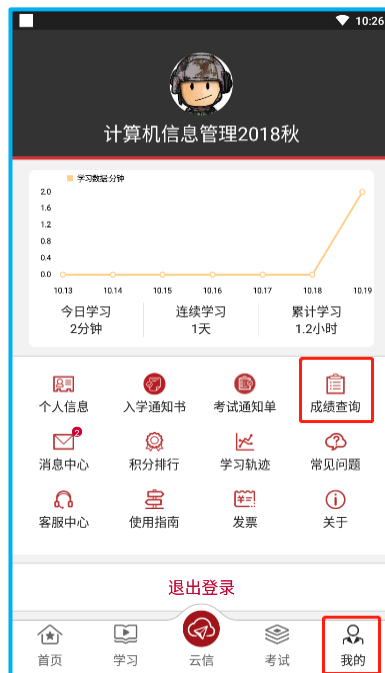 10:26
计算机信息管理2018秋
学习数据:分钟
2.0
1.6
1.2
0.8
0.4
0.0
10.13 10.14 10.15 10.16 10.17 10.18 10.19
今日学习 连续学习 累计学习
2分钟 1天 1.2小时
个人信息 入学通知书 考试通知单 成绩查询
2
消息中心 积分排行 学习轨迹 常见问题
客服中心 使用指南 发票 关于
退出登录
首页 学习 云信 考试 我的